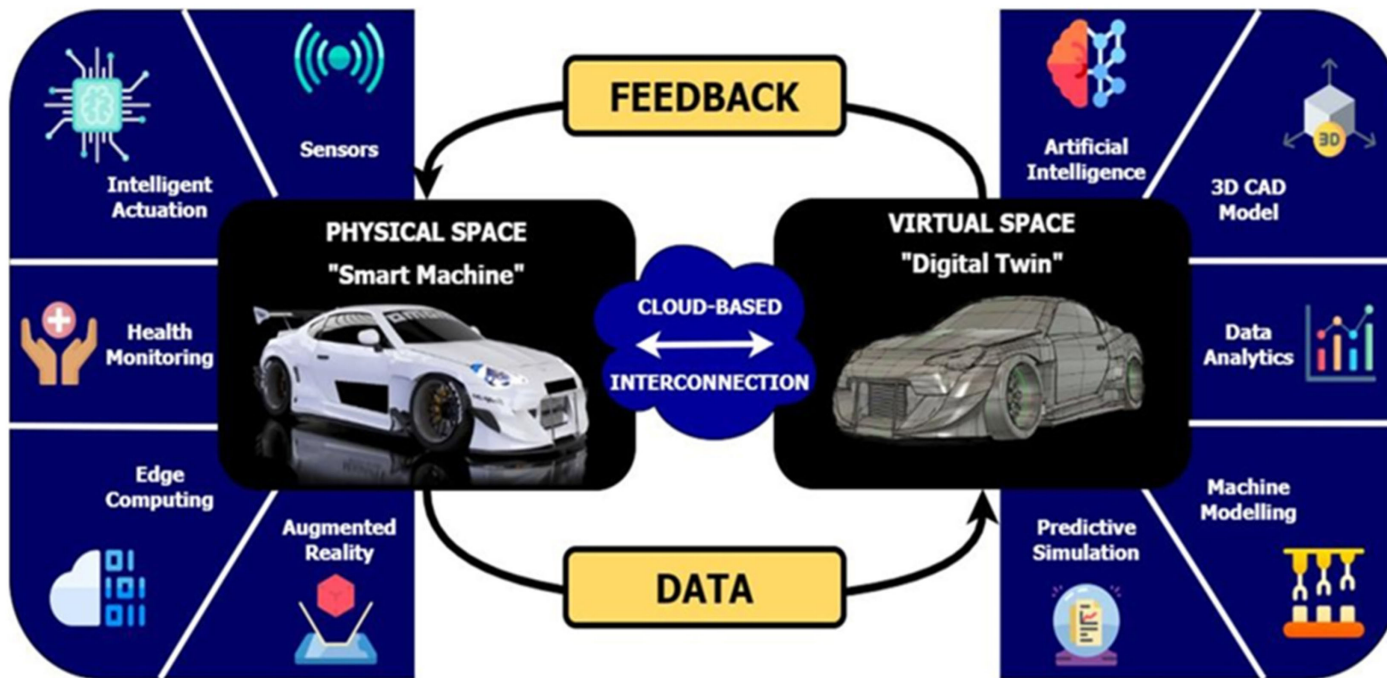 Sensors
Intelligent
Actuation
Health
Monitoring
Edge
Computing
Augmented
Reality
FEEDBACK
PHYSICAL SPACE
"Smart Machine"
CLOUD-BASED
INTERCONNECTION
VIRTUAL SPACE
"Digital Twin"
DATA
Artificial
Intelligence
3D
3D CAD
Model
Data
Analytics
Machine
Modelling
Predictive
Simulation